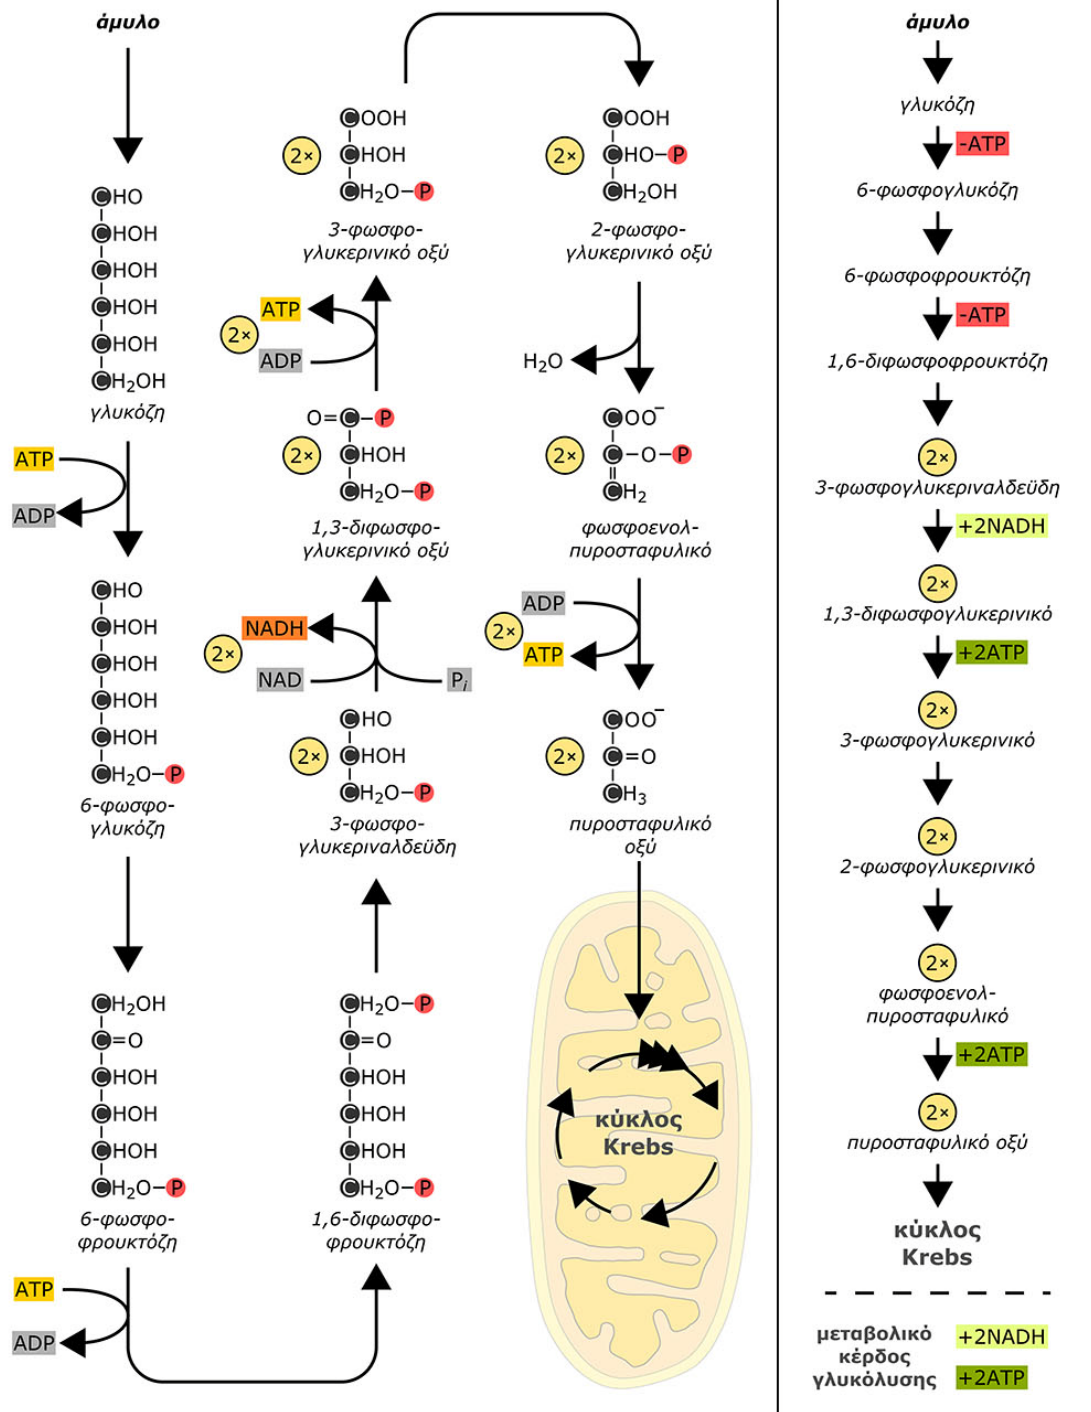 άμυλο
CHO
CHOH
CHOH
CHOH
CHOH
CH₂OH
γλυκόζη
ATP
ADP
CHO
CHOH
CHOH
CHOH
CHOH
CH₂O–P
6-φωσφο-
γλυκόζη
CH₂OH
C=O
CHOH
CHOH
CHOH
CH₂O–P
6-φωσφο-
φρουκτόζη
ATP
ADP
CH₂O–P
C=O
CHOH
CHOH
CHOH
CH₂O–P
1,6-διφωσφο-
φρουκτόζη
2×
CHO
CHOH
CH₂O–P
3-φωσφο-
γλυκεριναλδεϋδη
2×
NADH
NAD
Pi
2×
O=C–P
CHOH
CH₂O–P
1,3-διφωσφο-
γλυκερινικό οξύ
2×
ATP
ADP
2×
COOH
CHOH
CH₂O–P
3-φωσφο-
γλυκερινικό οξύ
2×
COOH
CHO–P
CH₂OH
2-φωσφο-
γλυκερινικό οξύ
H₂O
2×
COO⁻
C–O–P
CH₂
φωσφοενολ-
πυροσταφυλικό
2×
ADP
ATP
2×
COO⁻
C=O
CH₃
πυροσταφυλικό
οξύ
κύκλος
Krebs
άμυλο
γλυκόζη
-ATP
6-φωσφογλυκόζη
6-φωσφοφρουκτόζη
-ATP
1,6-διφωσφοφρουκτόζη
2×
3-φωσφογλυκεριναλδεϋδη
+2NADH
2×
1,3-διφωσφογλυκερινικό
+2ATP
2×
3-φωσφογλυκερινικό
2×
2-φωσφογλυκερινικό
2×
φωσφοενολ-
πυροσταφυλικό
+2ATP
2×
πυροσταφυλικό οξύ
κύκλος
Krebs
μεταβολικό
κέρδος
γλυκόλυσης
+2NADH
+2ATP